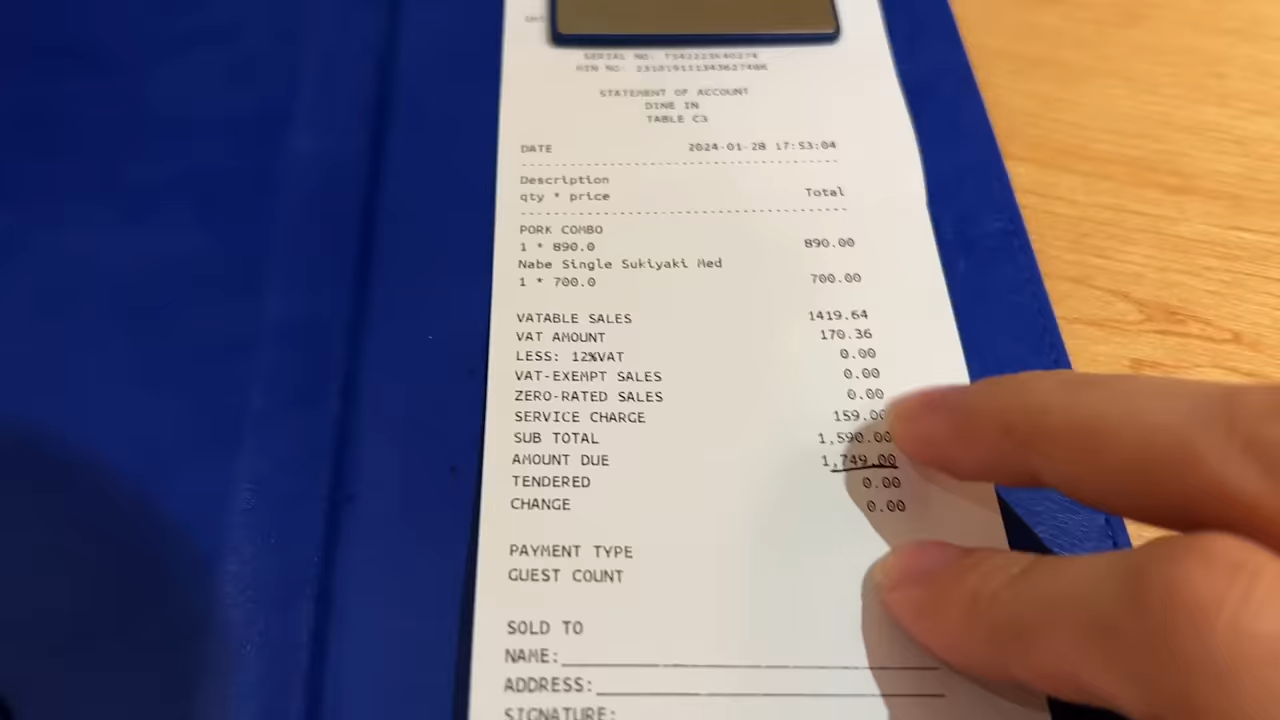 SERIAL NO:
MIN NO:
STATEMENT OF ACCOUNT
DINE IN
TABLE C3
DATE 2024-01-28 17:53:04
--------------------------------------
Description
qty * price Total
--------------------------------------
PORK COMBO
1 * 890.0 890.00
Nabe Single Sukiyaki Med
1 * 700.0 700.00
VATABLE SALES 1419.64
VAT AMOUNT 170.36
LESS: 12%VAT 0.00
VAT-EXEMPT SALES 0.00
ZERO-RATED SALES 0.00
SERVICE CHARGE 159.00
SUB TOTAL 1,590.00
AMOUNT DUE 1,749.00
TENDERED 0.00
CHANGE 0.00
PAYMENT TYPE
GUEST COUNT
SOLD TO
NAME:
ADDRESS:
SIGNATURE: